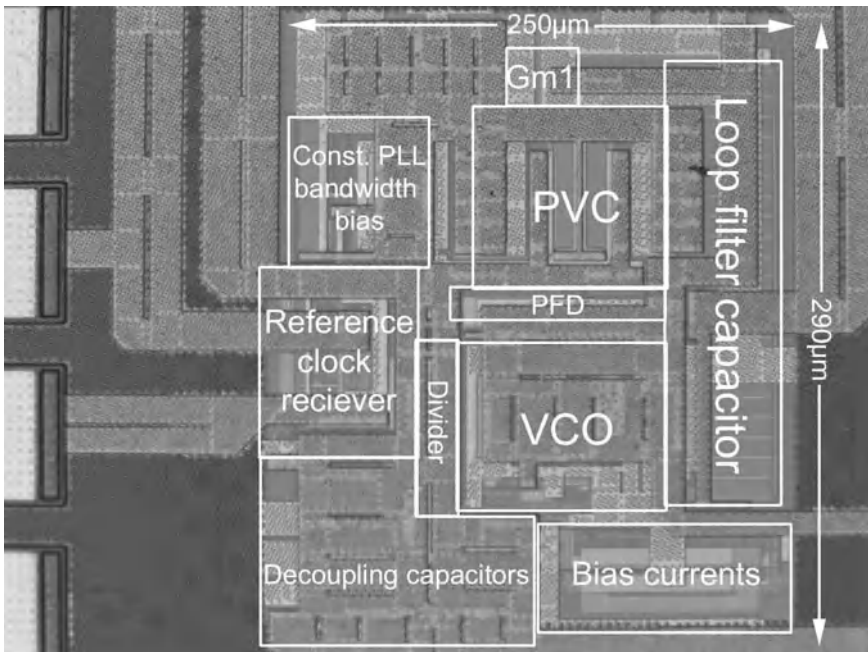 250μm
Gm1
Const. PLL
bandwidth
bias
PVC
Loop filter capacitor
PFD
290μm
Reference
clock
reciever
Divider
VCO
Decoupling capacitors
Bias currents